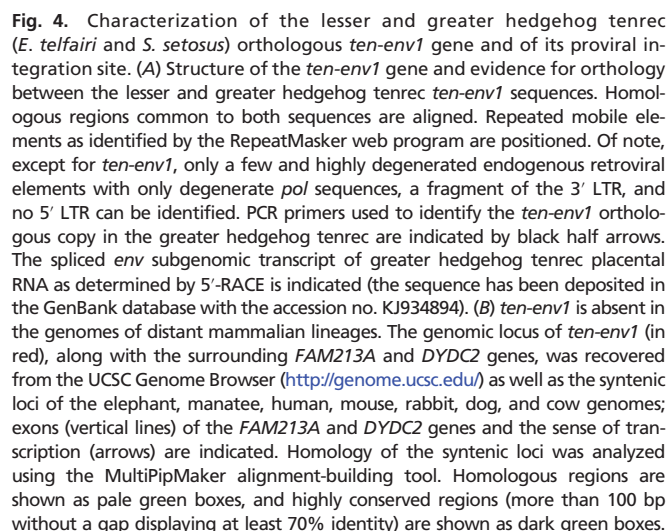 Fig. 4. Characterization of the lesser and greater hedgehog tenrec
(E. telfairi and S. setosus) orthologous ten-env1 gene and of its proviral in-
tegration site. (A) Structure of the ten-env1 gene and evidence for orthology
between the lesser and greater hedgehog tenrec ten-env1 sequences. Homol-
ogous regions common to both sequences are aligned. Repeated mobile ele-
ments as identified by the RepeatMasker web program are positioned. Of note,
except for ten-env1, only a few and highly degenerated endogenous retroviral
elements with only degenerate pol sequences, a fragment of the 3′ LTR, and
no 5′ LTR can be identified. PCR primers used to identify the ten-env1 ortholo-
gous copy in the greater hedgehog tenrec are indicated by black half arrows.
The spliced env subgenomic transcript of greater hedgehog tenrec placental
RNA as determined by 5′-RACE is indicated (the sequence has been deposited in
the GenBank database with the accession no. KJ934894). (B) ten-env1 is absent in
the genomes of distant mammalian lineages. The genomic locus of ten-env1 (in
red), along with the surrounding FAM213A and DYDC2 genes, was recovered
from the UCSC Genome Browser (http://genome.ucsc.edu/) as well as the syntenic
loci of the elephant, manatee, human, mouse, rabbit, dog, and cow genomes;
exons (vertical lines) of the FAM213A and DYDC2 genes and the sense of tran-
scription (arrows) are indicated. Homology of the syntenic loci was analyzed
using the MultiPipMaker alignment-building tool. Homologous regions are
shown as pale green boxes, and highly conserved regions (more than 100 bp
without a gap displaying at least 70% identity) are shown as dark green boxes.